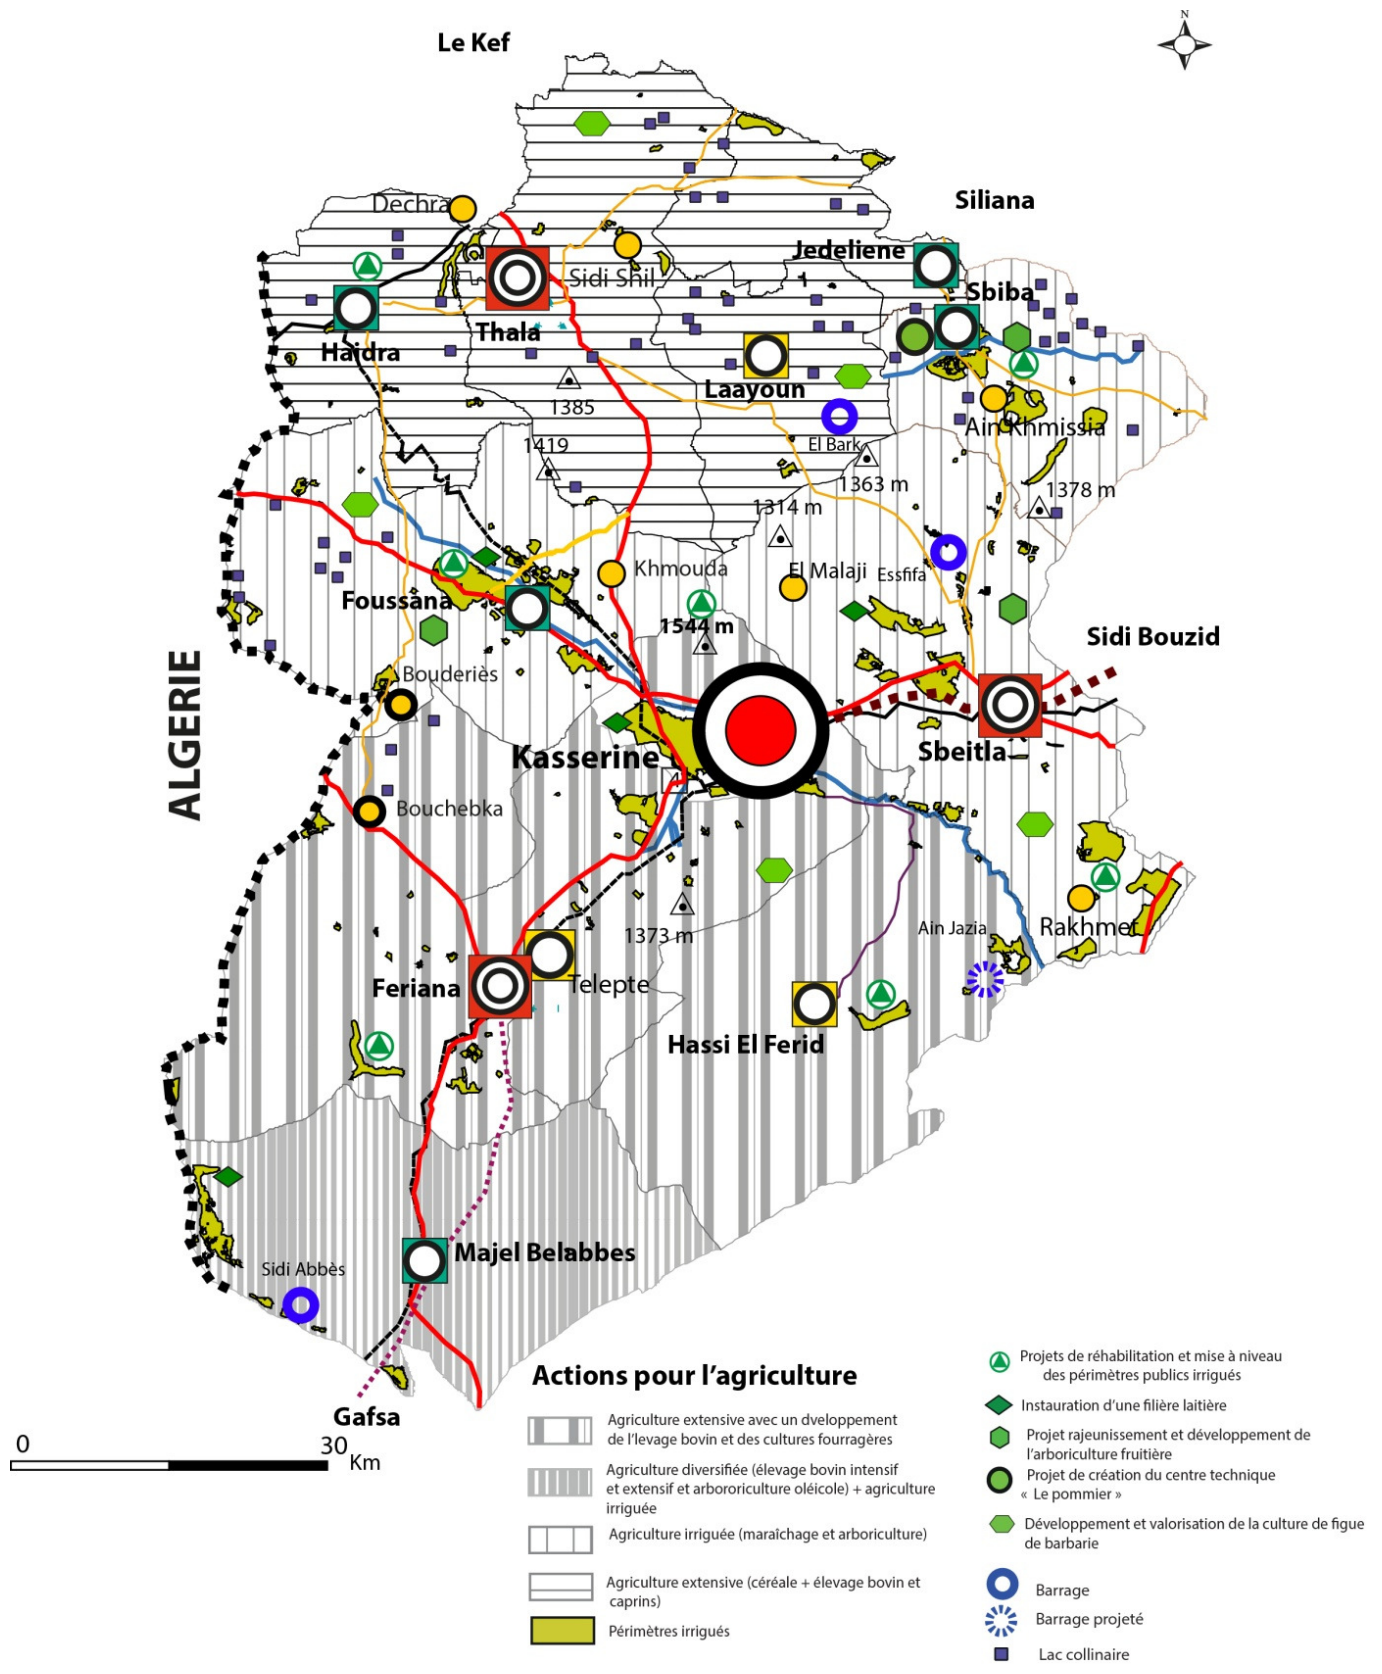 Le Kef
N
Siliana
Dechra
Jedeliene
Sidi Shil
Sbiba
Thala
Haidra
Laayoun
1385
Ain Khmissia
El Bark
1419
1363 m
1378 m
1314 m
Khmouda
El Malaji
Essfifa
Foussana
1544 m
Sidi Bouzid
ALGERIE
Bouderiès
Kasserine
Sbeitla
Bouchebka
Ain Jazia
Rakhmet
1373 m
Feriana
Telepte
Hassi El Ferid
Majel Belabbes
Sidi Abbès
Gafsa
0
30
Km
Actions pour l’agriculture
Agriculture extensive avec un dveloppement
de l’levage bovin et des cultures fourragères
Agriculture diversifiée (élevage bovin intensif
et extensif et arbororiculture oléicole) + agriculture
irriguée
Agriculture irriguée (maraîchage et arboriculture)
Agriculture extensive (céréale + élevage bovin et
caprins)
Périmètres irrigués
Projets de réhabilitation et mise à niveau
des périmètres publics irrigués
Instauration d’une filière laitière
Projet rajeunissement et développement de
l’arboriculture fruitière
Projet de création du centre technique
« Le pommier »
Développement et valorisation de la culture de figue
de barbarie
Barrage
Barrage projeté
Lac collinaire